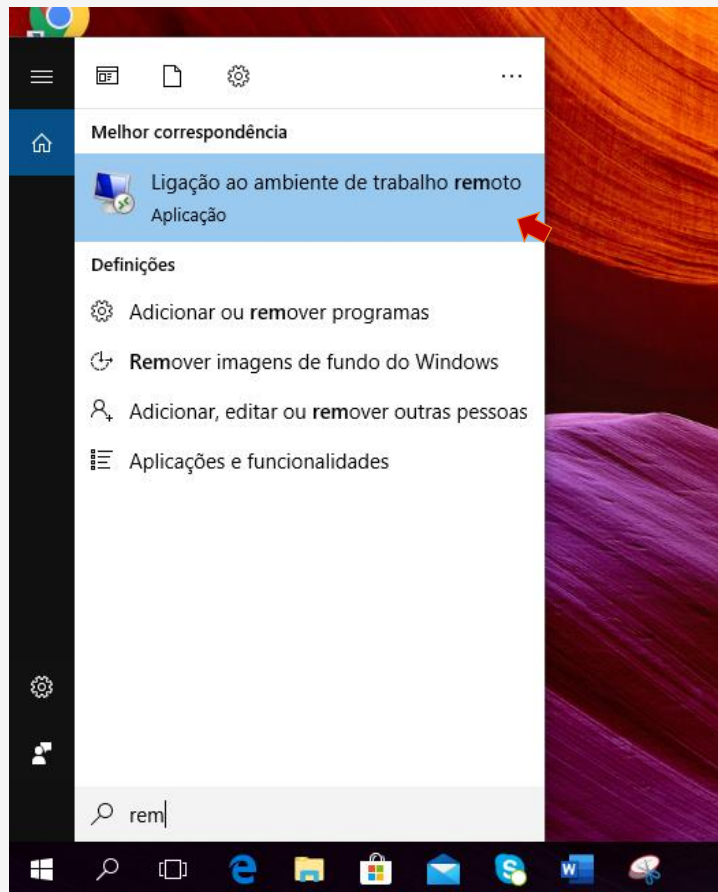 Melhor correspondência
Ligação ao ambiente de trabalho remoto
Aplicação
Definições
Adicionar ou remover programas
Remover imagens de fundo do Windows
Adicionar, editar ou remover outras pessoas
Aplicações e funcionalidades
rem